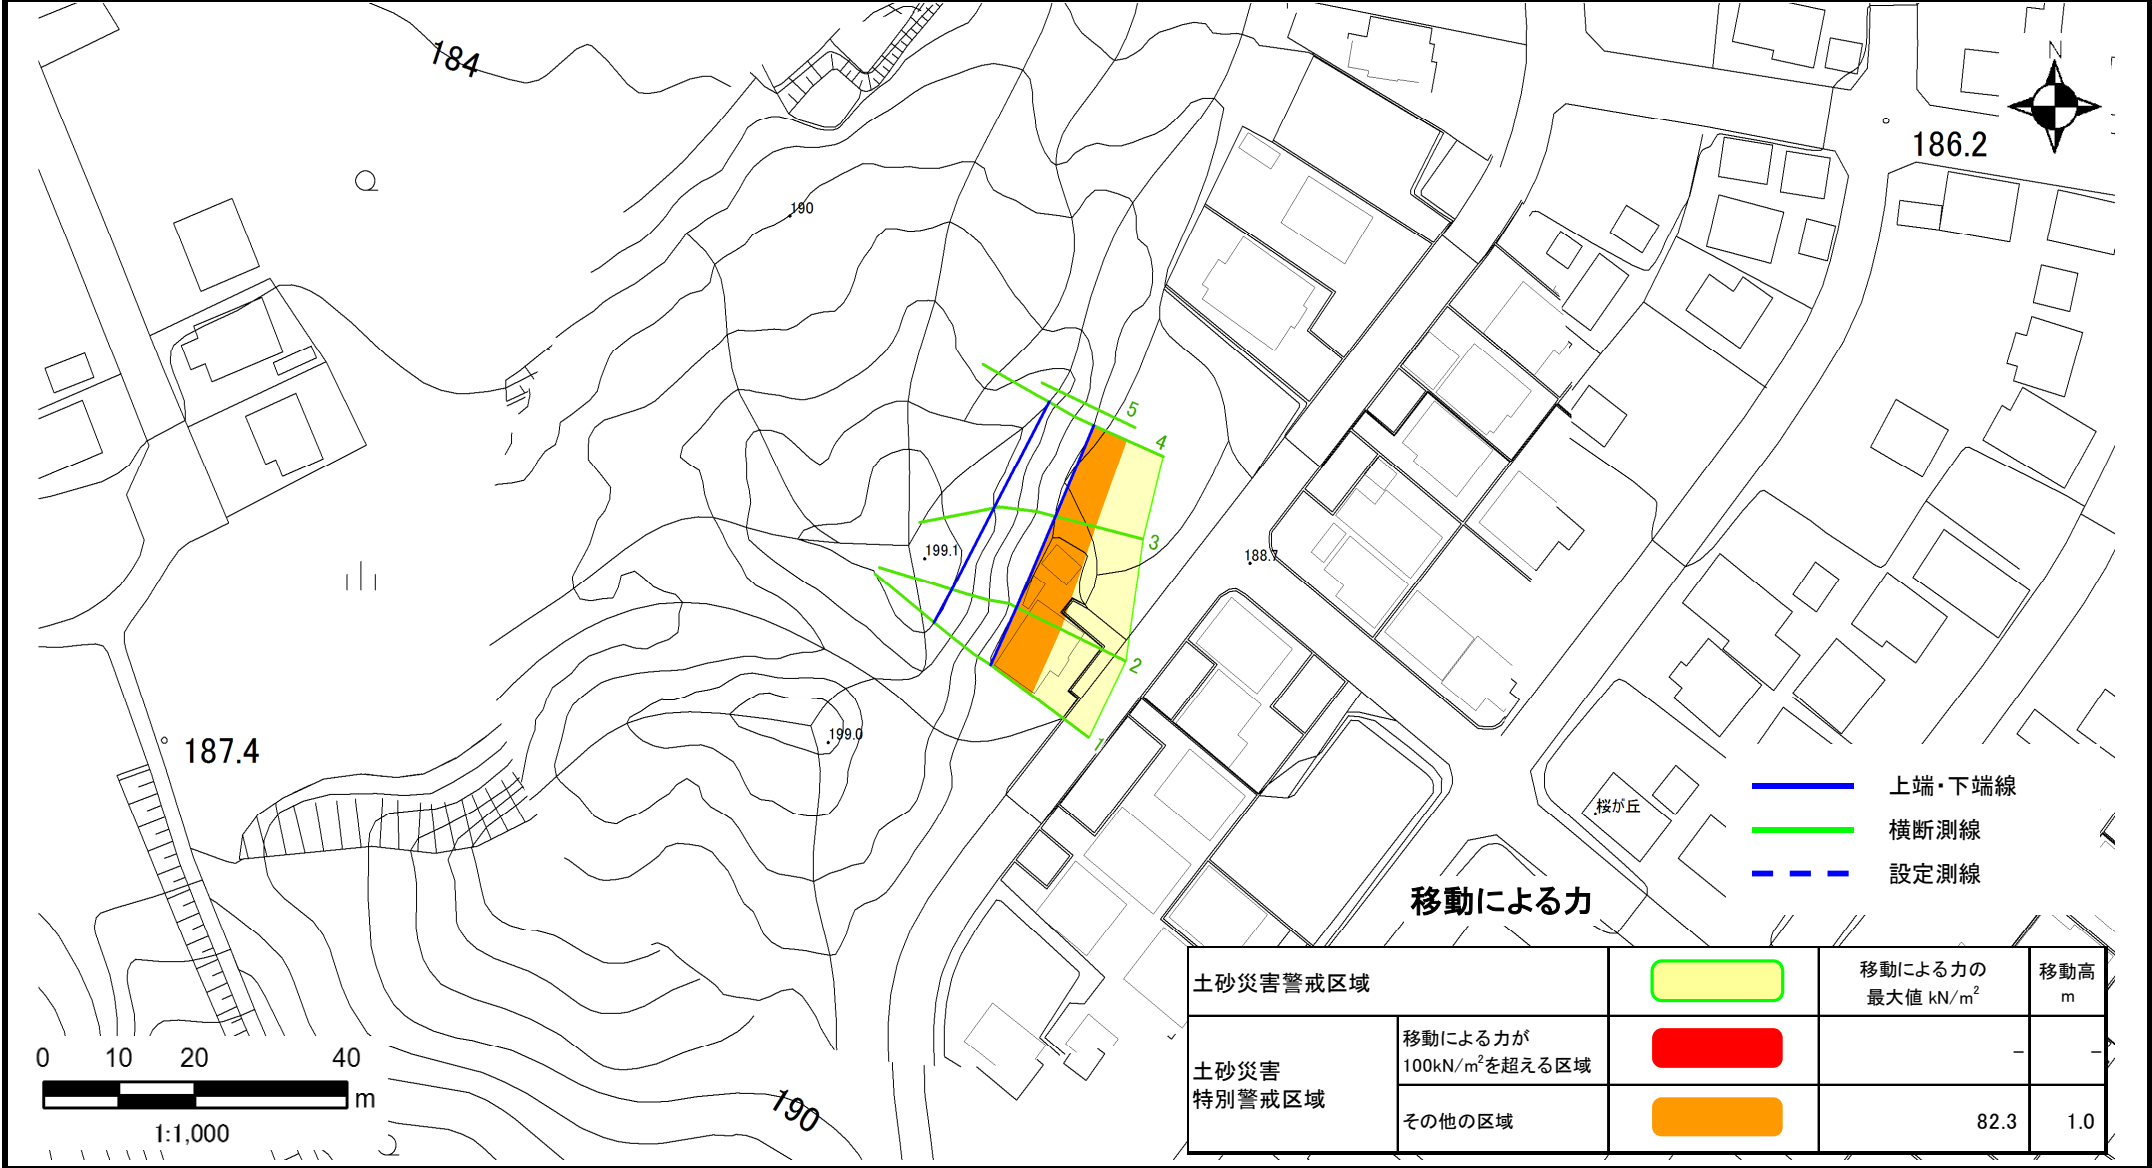 184
N
186.2
190
5
4
3
199.1
188.7
2
199.0
1
187.4
上端・下端線
桜が丘
横断測線
設定測線
移動による力
土砂災害警戒区域
移動による力の
最大値 kN/m²
移動高
m
土砂災害
特別警戒区域
移動による力が
100kN/m²を超える区域
－
－
その他の区域
82.3
1.0
0 10 20 40
m
1:1,000
190